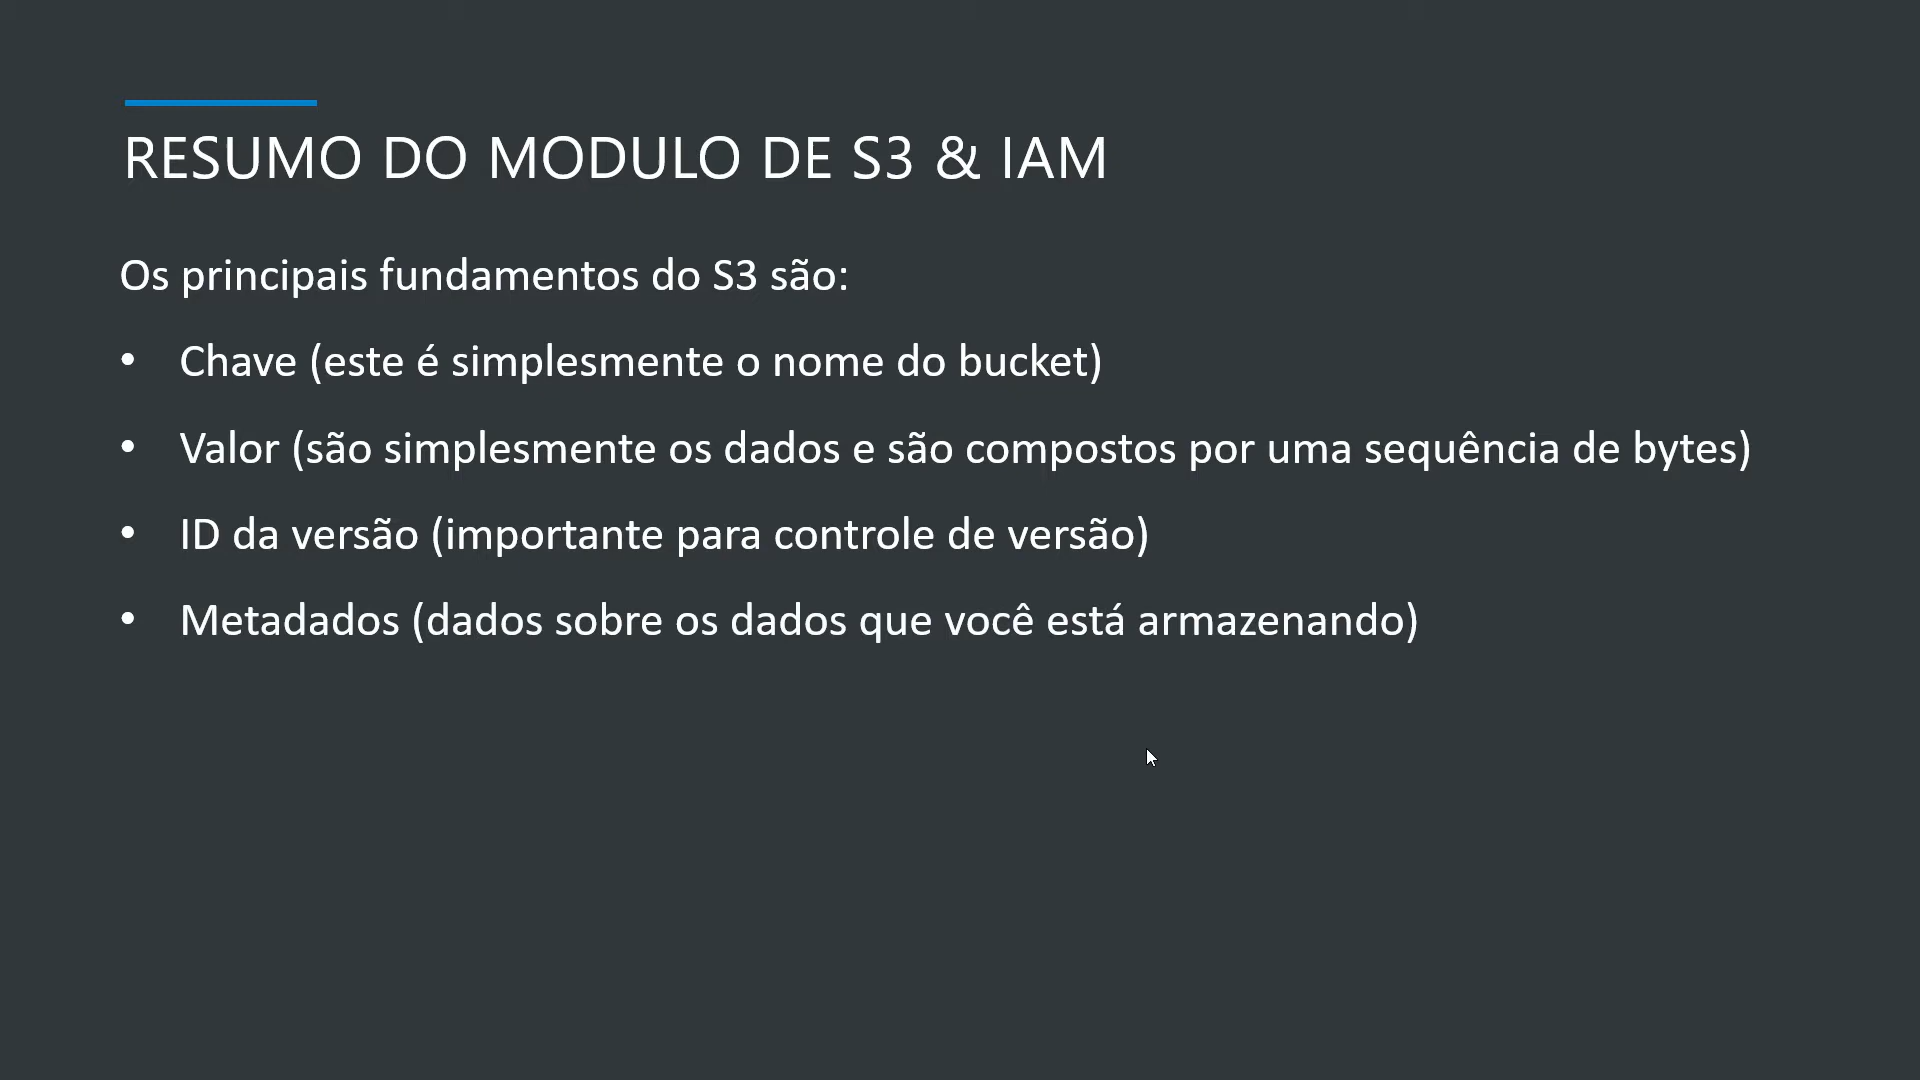 RESUMO DO MODULO DE S3 & IAM
Os principais fundamentos do S3 são:
• Chave (este é simplesmente o nome do bucket)
• Valor (são simplesmente os dados e são compostos por uma sequência de bytes)
• ID da versão (importante para controle de versão)
• Metadados (dados sobre os dados que você está armazenando)